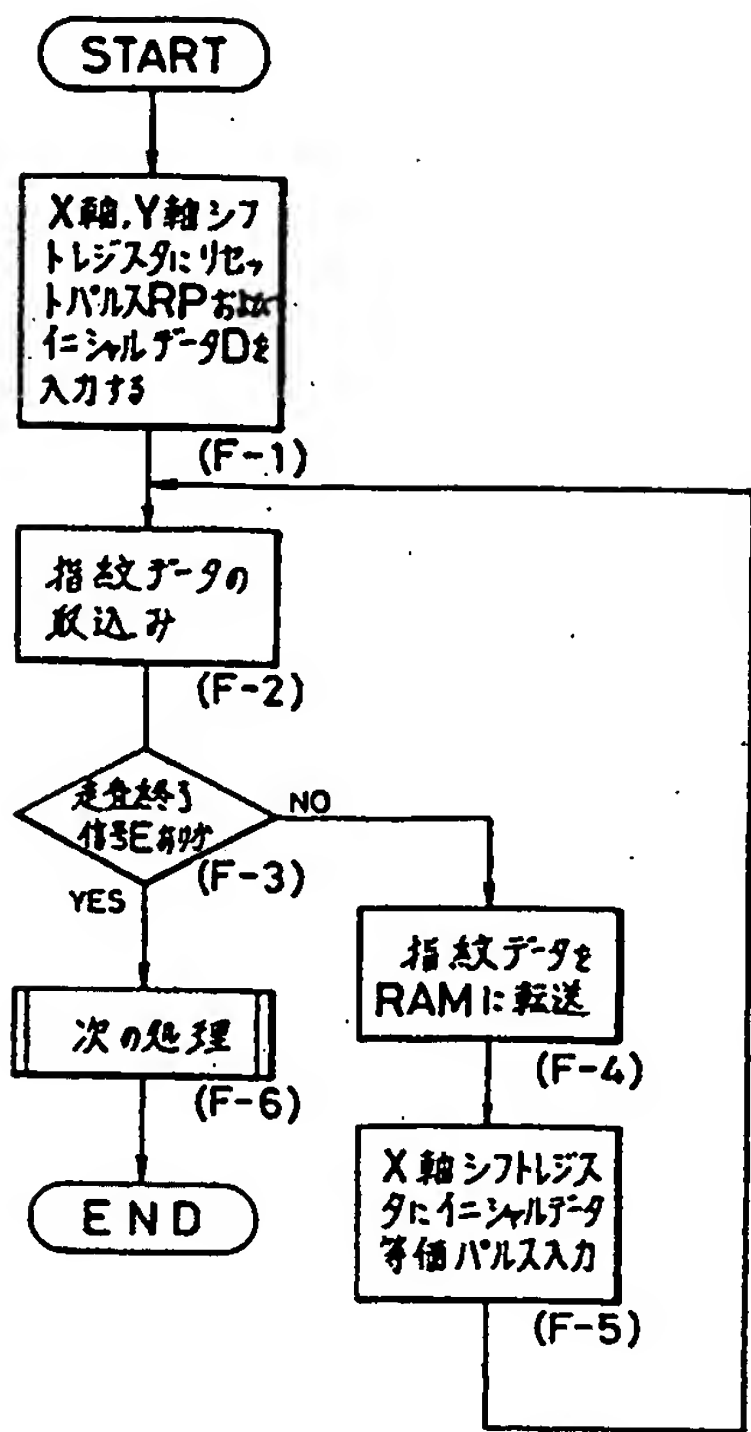 START
X軸,Y軸シフ
トレジスタにリセッ
トパルスRPおよび
イニシャルデータDを
入力する
(F-1)
指紋データの
取込み
(F-2)
走査終了
信号Eありか
(F-3)
NO
YES
指紋データを
RAMに転送
(F-4)
次の処理
(F-6)
X軸シフトレジス
タにイニシャルデータ
等価パルス入力
(F-5)
END